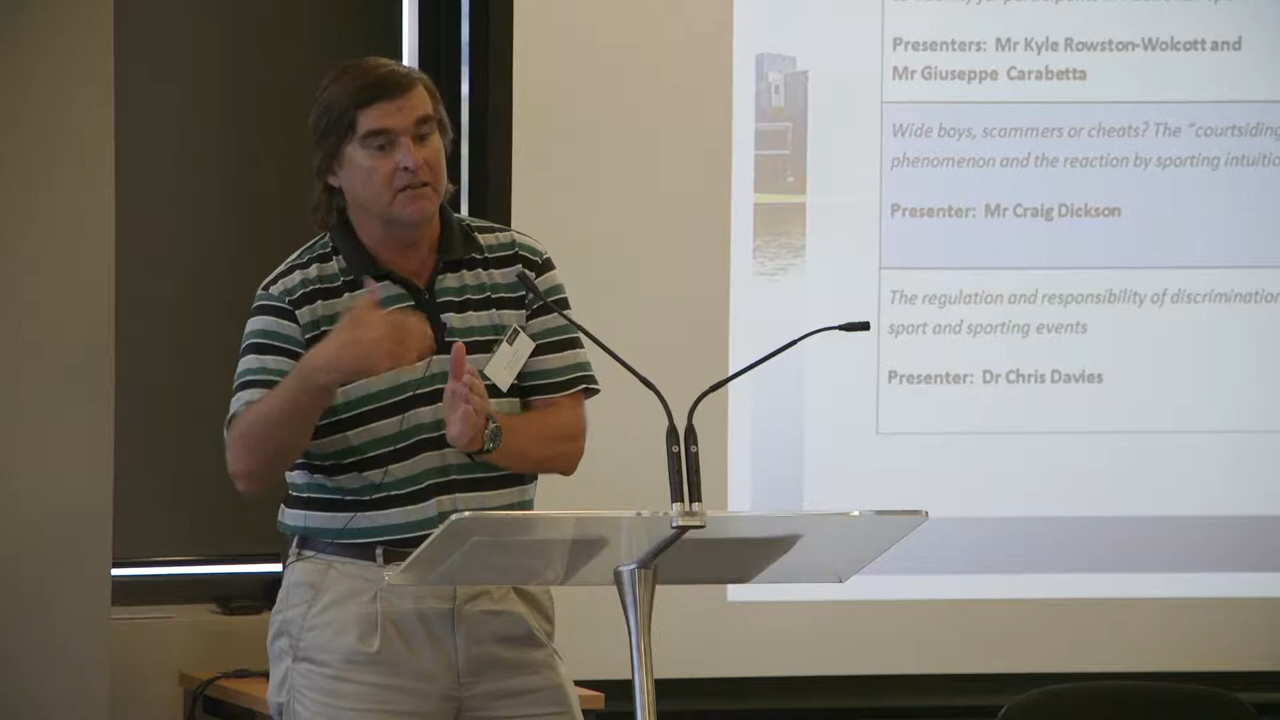 Presenters: Mr Kyle Rowston-Wolcott and
Mr Giuseppe Carabetta
Wide boys, scammers or cheats? The "courtsiding
phenomenon and the reaction by sporting intuitio
Presenter: Mr Craig Dickson
The regulation and responsibility of discrimination
sport and sporting events
Presenter: Dr Chris Davies